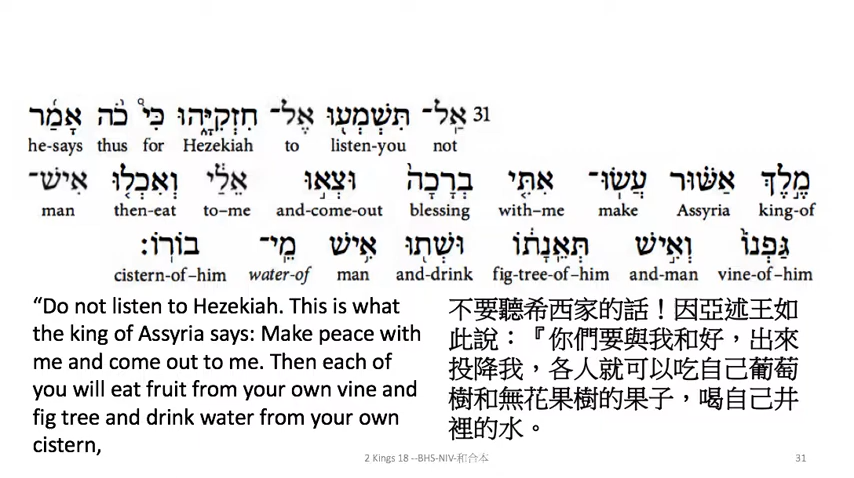 31 אַֽל־ תִּשְׁמְע֖וּ אֶל־ חִזְקִיָּ֑הוּ כִּי֩ כֹ֨ה אָמַ֜ר
not listen-you to Hezekiah for thus he-says
מֶ֣לֶךְ אַשּׁ֗וּר עֲשֽׂוּ־ אִתִּ֤י בְרָכָה֙ וּצְא֣וּ אֵלַ֔י וְאִכְל֤וּ אִישׁ־
king-of Assyria make with–me blessing and-come-out to–me then-eat man
גַּפְנוֹ֙ וְאִ֣ישׁ תְּאֵֽנָת֔וֹ וּשְׁת֖וּ אִ֥ישׁ מֵֽי־ בוֹרֽוֹ׃
vine-of–him and-man fig-tree-of–him and-drink man water-of cistern-of–him
“Do not listen to Hezekiah. This is what
the king of Assyria says: Make peace with
me and come out to me. Then each of
you will eat fruit from your own vine and
fig tree and drink water from your own
cistern,
不要聽希西家的話！因亞述王如
此說：『你們要與我和好，出來
投降我，各人就可以吃自己葡萄
樹和無花果樹的果子，喝自己井
裡的水。
2 Kings 18 --BHS-NIV-和合本
31